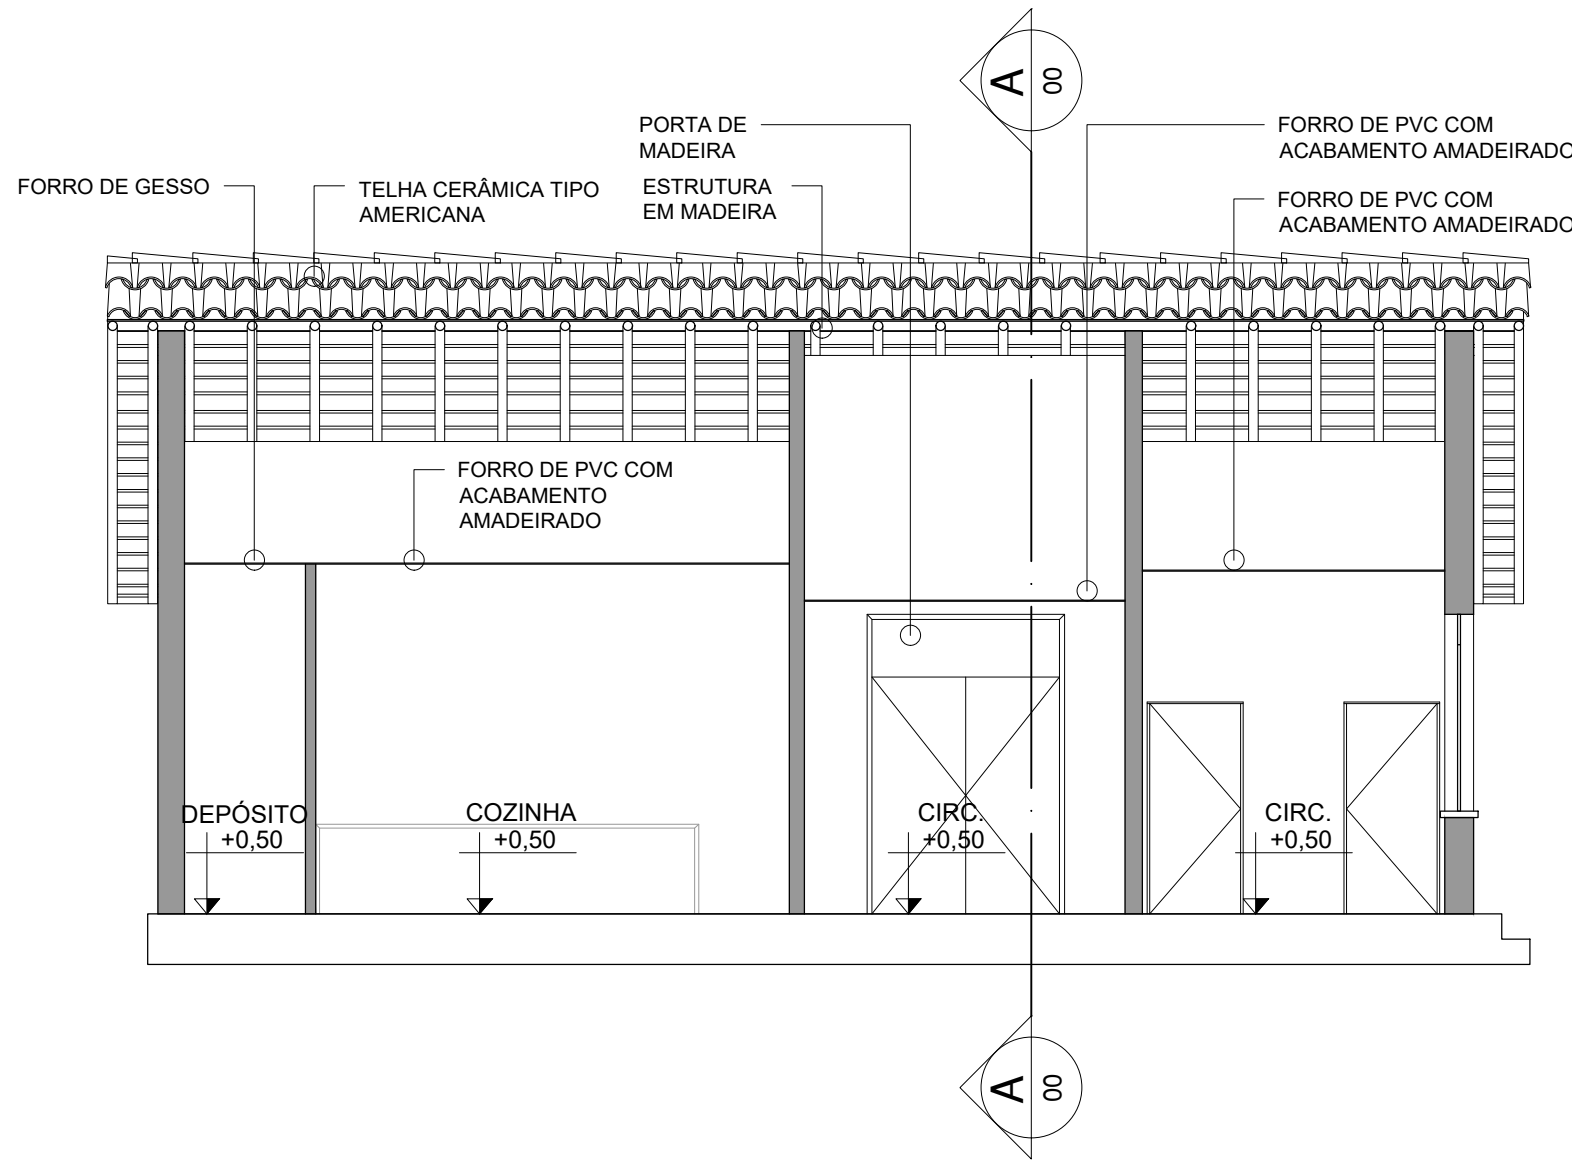 A
00
PORTA DE
MADEIRA
FORRO DE PVC COM
ACABAMENTO AMADEIRADO
FORRO DE GESSO
TELHA CERÂMICA TIPO
AMERICANA
ESTRUTURA
EM MADEIRA
FORRO DE PVC COM
ACABAMENTO AMADEIRADO
FORRO DE PVC COM
ACABAMENTO
AMADEIRADO
DEPÓSITO
+0,50
COZINHA
+0,50
CIRC.
+0,50
CIRC.
+0,50
A
00